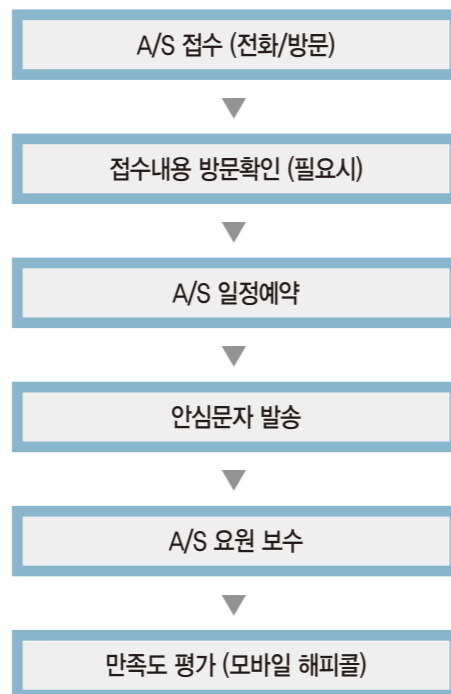 A/S 접수 (전화/방문)
접수내용 방문확인 (필요시)
A/S 일정예약
안심문자 발송
A/S 요원 보수
만족도 평가 (모바일 해피콜)